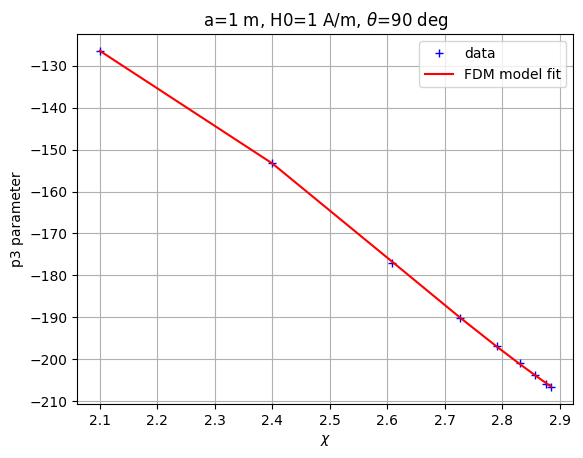 a=1 m, H0=1 A/m, θ=90 deg
data
FDM model fit
p3 parameter
−130
−140
−150
−160
−170
−180
−190
−200
−210
2.1 2.2 2.3 2.4 2.5 2.6 2.7 2.8 2.9
χ